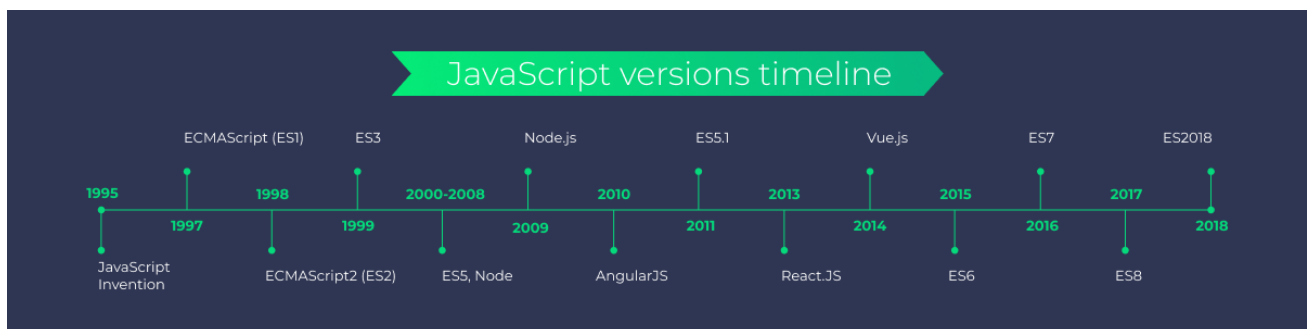 JavaScript versions timeline
ECMAScript (ES1) ES3 Node.js ES5.1 Vue.js ES7 ES2018
1995 1998 2000-2008 2010 2013 2015 2017
1997 1999 2009 2011 2014 2016 2018
JavaScript
Invention
ECMAScript2 (ES2) ES5, Node AngularJS React.JS ES6 ES8